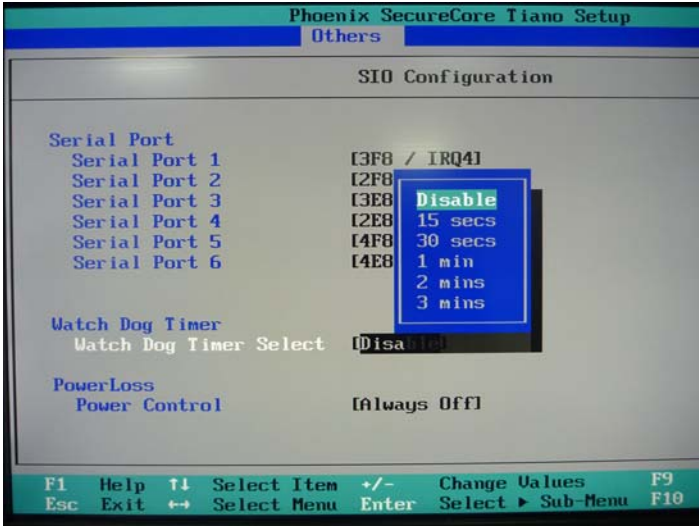 Phoenix SecureCore Tiano Setup
Others
SIO Configuration
Serial Port
Serial Port 1 [3F8 / IRQ4]
Serial Port 2 [2F8
Serial Port 3 [3E8
Serial Port 4 [2E8
Serial Port 5 [4F8
Serial Port 6 [4E8
Disable
15 secs
30 secs
1 min
2 mins
3 mins
Watch Dog Timer
Watch Dog Timer Select [Disable]
PowerLoss
Power Control [Always Off]
F1 Help ↑↓ Select Item +/- Change Values F9
Esc Exit ↔ Select Menu Enter Select ▶ Sub-Menu F10